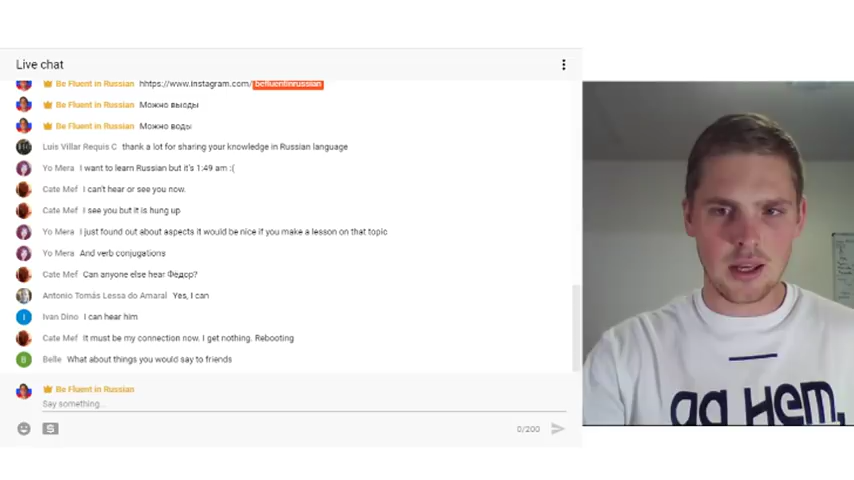 Live chat
Be Fluent in Russian hhtps://www.instagram.com/befluentinrussian
Be Fluent in Russian Можно высоды
Be Fluent in Russian Можно воды
Luis Villar Requis C thank a lot for sharing your knowledge in Russian language
Yo Mera I want to learn Russian but it's 1:49 am :(
Cate Mef I can't hear or see you now.
Cate Mef I see you but it is hung up
Yo Mera I just found out about aspects it would be nice if you make a lesson on that topic
Yo Mera And verb conjugations
Cate Mef Can anyone else hear Фёдор?
Antonio Tomás Lessa do Amaral Yes, I can
Ivan Dino I can hear him
Cate Mef It must be my connection now. I get nothing. Rebooting
Belle What about things you would say to friends
Be Fluent in Russian
Say something...
0/200
да нет,